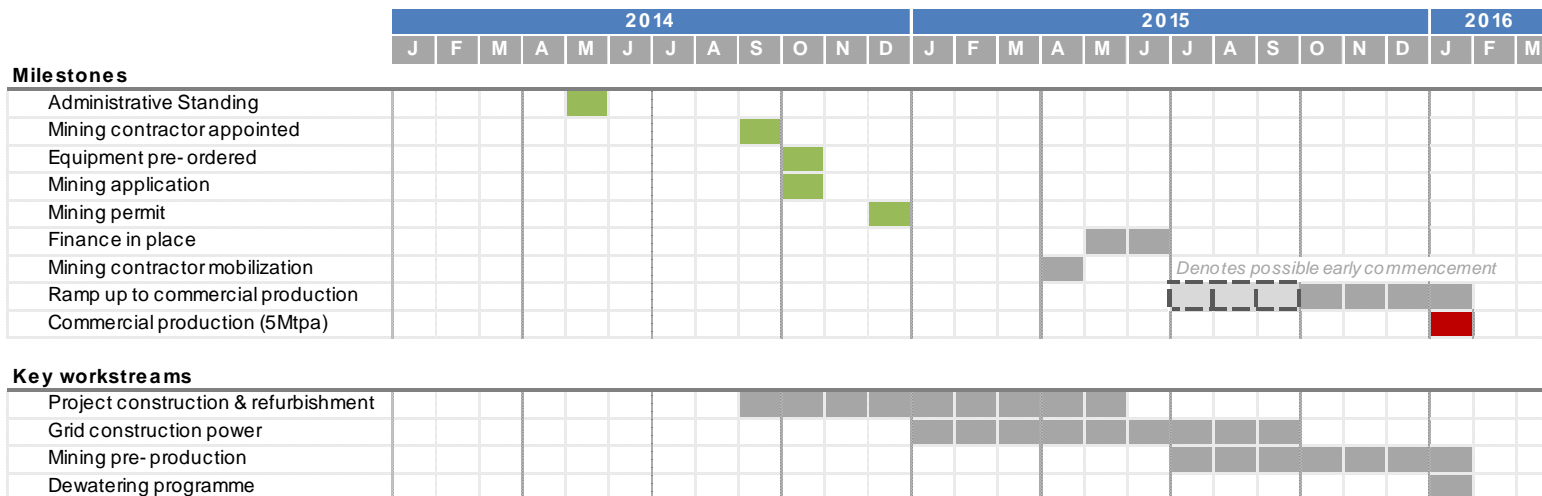 2014 2015 2016
J F M A M J J A S O N D J F M A M J J A S O N D J F M
Milestones
Administrative Standing
Mining contractor appointed
Equipment pre-ordered
Mining application
Mining permit
Finance in place
Mining contractor mobilization Denotes possible early commencement
Ramp up to commercial production
Commercial production (5Mtpa)
Key workstreams
Project construction & refurbishment
Grid construction power
Mining pre-production
Dewatering programme